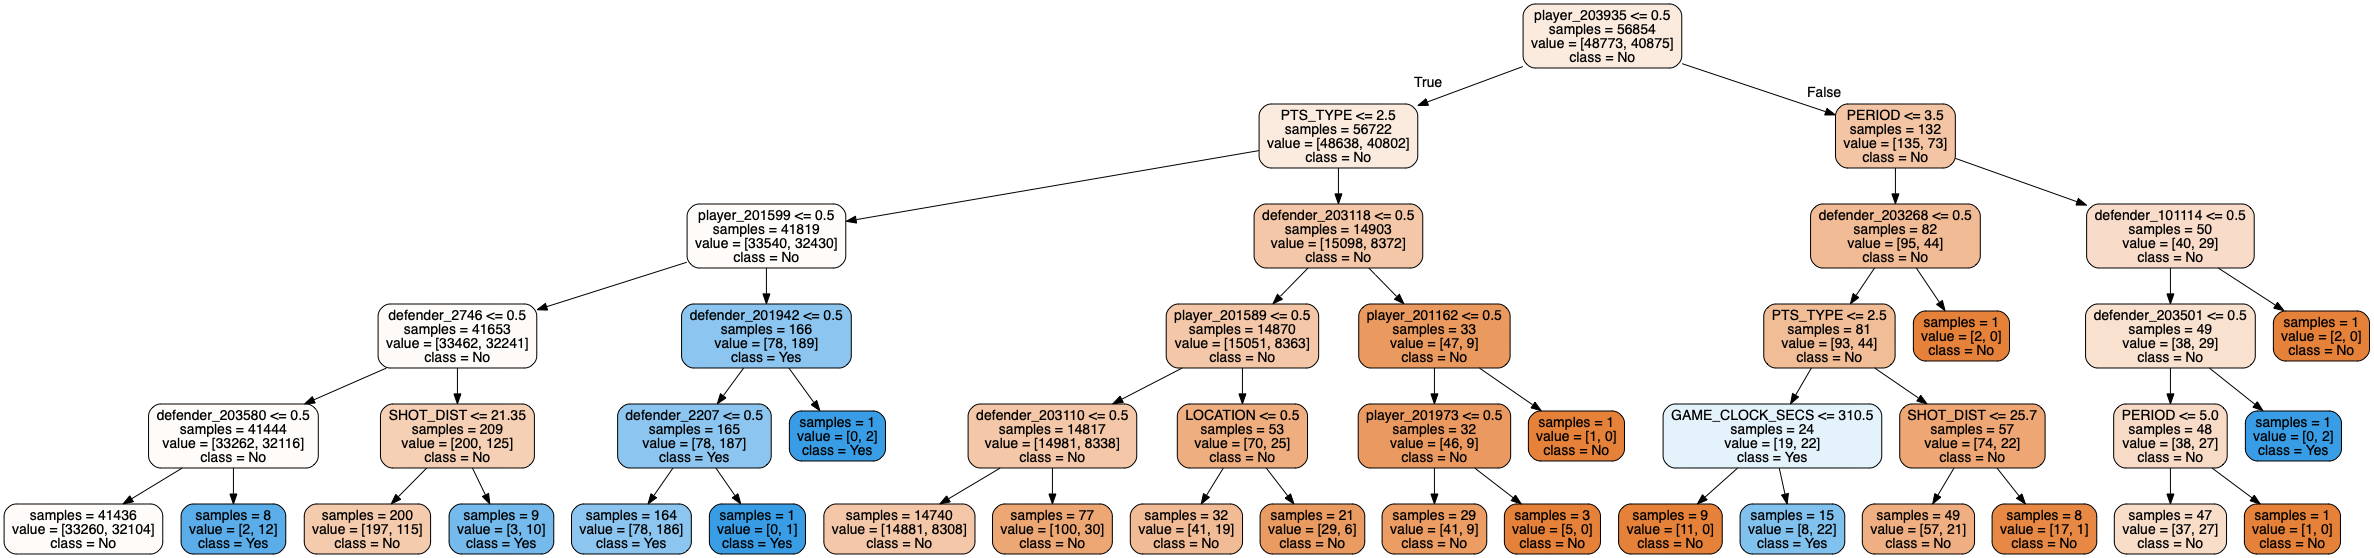 player_203935 <= 0.5
samples = 56854
value = [48773, 40875]
class = No
True
False
PTS_TYPE <= 2.5
samples = 56722
value = [48638, 40802]
class = No
PERIOD <= 3.5
samples = 132
value = [135, 73]
class = No
player_201599 <= 0.5
samples = 41819
value = [33540, 32430]
class = No
defender_203118 <= 0.5
samples = 14903
value = [15098, 8372]
class = No
defender_203268 <= 0.5
samples = 82
value = [95, 44]
class = No
defender_101114 <= 0.5
samples = 50
value = [40, 29]
class = No
defender_2746 <= 0.5
samples = 41653
value = [33462, 32241]
class = No
defender_201942 <= 0.5
samples = 166
value = [78, 189]
class = Yes
player_201589 <= 0.5
samples = 14870
value = [15051, 8363]
class = No
player_201162 <= 0.5
samples = 33
value = [47, 9]
class = No
PTS_TYPE <= 2.5
samples = 81
value = [93, 44]
class = No
samples = 1
value = [2, 0]
class = No
defender_203501 <= 0.5
samples = 49
value = [38, 29]
class = No
samples = 1
value = [2, 0]
class = No
defender_203580 <= 0.5
samples = 41444
value = [33262, 32116]
class = No
SHOT_DIST <= 21.35
samples = 209
value = [200, 125]
class = No
defender_2207 <= 0.5
samples = 165
value = [78, 187]
class = Yes
samples = 1
value = [0, 2]
class = Yes
defender_203110 <= 0.5
samples = 14817
value = [14981, 8338]
class = No
LOCATION <= 0.5
samples = 53
value = [70, 25]
class = No
player_201973 <= 0.5
samples = 32
value = [46, 9]
class = No
samples = 1
value = [1, 0]
class = No
GAME_CLOCK_SECS <= 310.5
samples = 24
value = [19, 22]
class = Yes
SHOT_DIST <= 25.7
samples = 57
value = [74, 22]
class = No
PERIOD <= 5.0
samples = 48
value = [38, 27]
class = No
samples = 1
value = [0, 2]
class = Yes
samples = 41436
value = [33260, 32104]
class = No
samples = 8
value = [2, 12]
class = Yes
samples = 200
value = [197, 115]
class = No
samples = 9
value = [3, 10]
class = Yes
samples = 164
value = [78, 186]
class = Yes
samples = 1
value = [0, 1]
class = Yes
samples = 14740
value = [14881, 8308]
class = No
samples = 77
value = [100, 30]
class = No
samples = 32
value = [41, 19]
class = No
samples = 21
value = [29, 6]
class = No
samples = 29
value = [41, 9]
class = No
samples = 3
value = [5, 0]
class = No
samples = 9
value = [11, 0]
class = No
samples = 15
value = [8, 22]
class = Yes
samples = 49
value = [57, 21]
class = No
samples = 8
value = [17, 1]
class = No
samples = 47
value = [37, 27]
class = No
samples = 1
value = [1, 0]
class = No